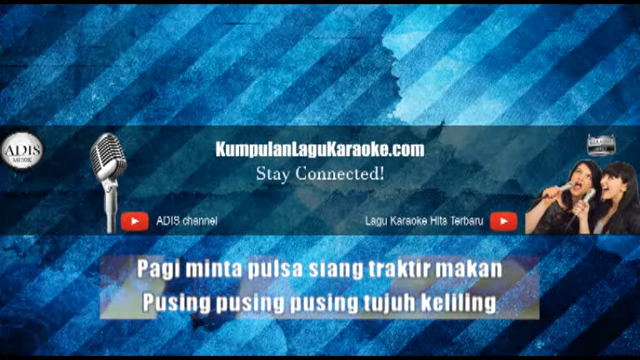 KumpulanLaguKaraoke.com
Stay Connected!
ADIS
MUSIK
ADIS channel
Lagu Karaoke Hits Terbaru
Pagi minta pulsa siang traktir makan
Pusing pusing pusing tujuh keliling